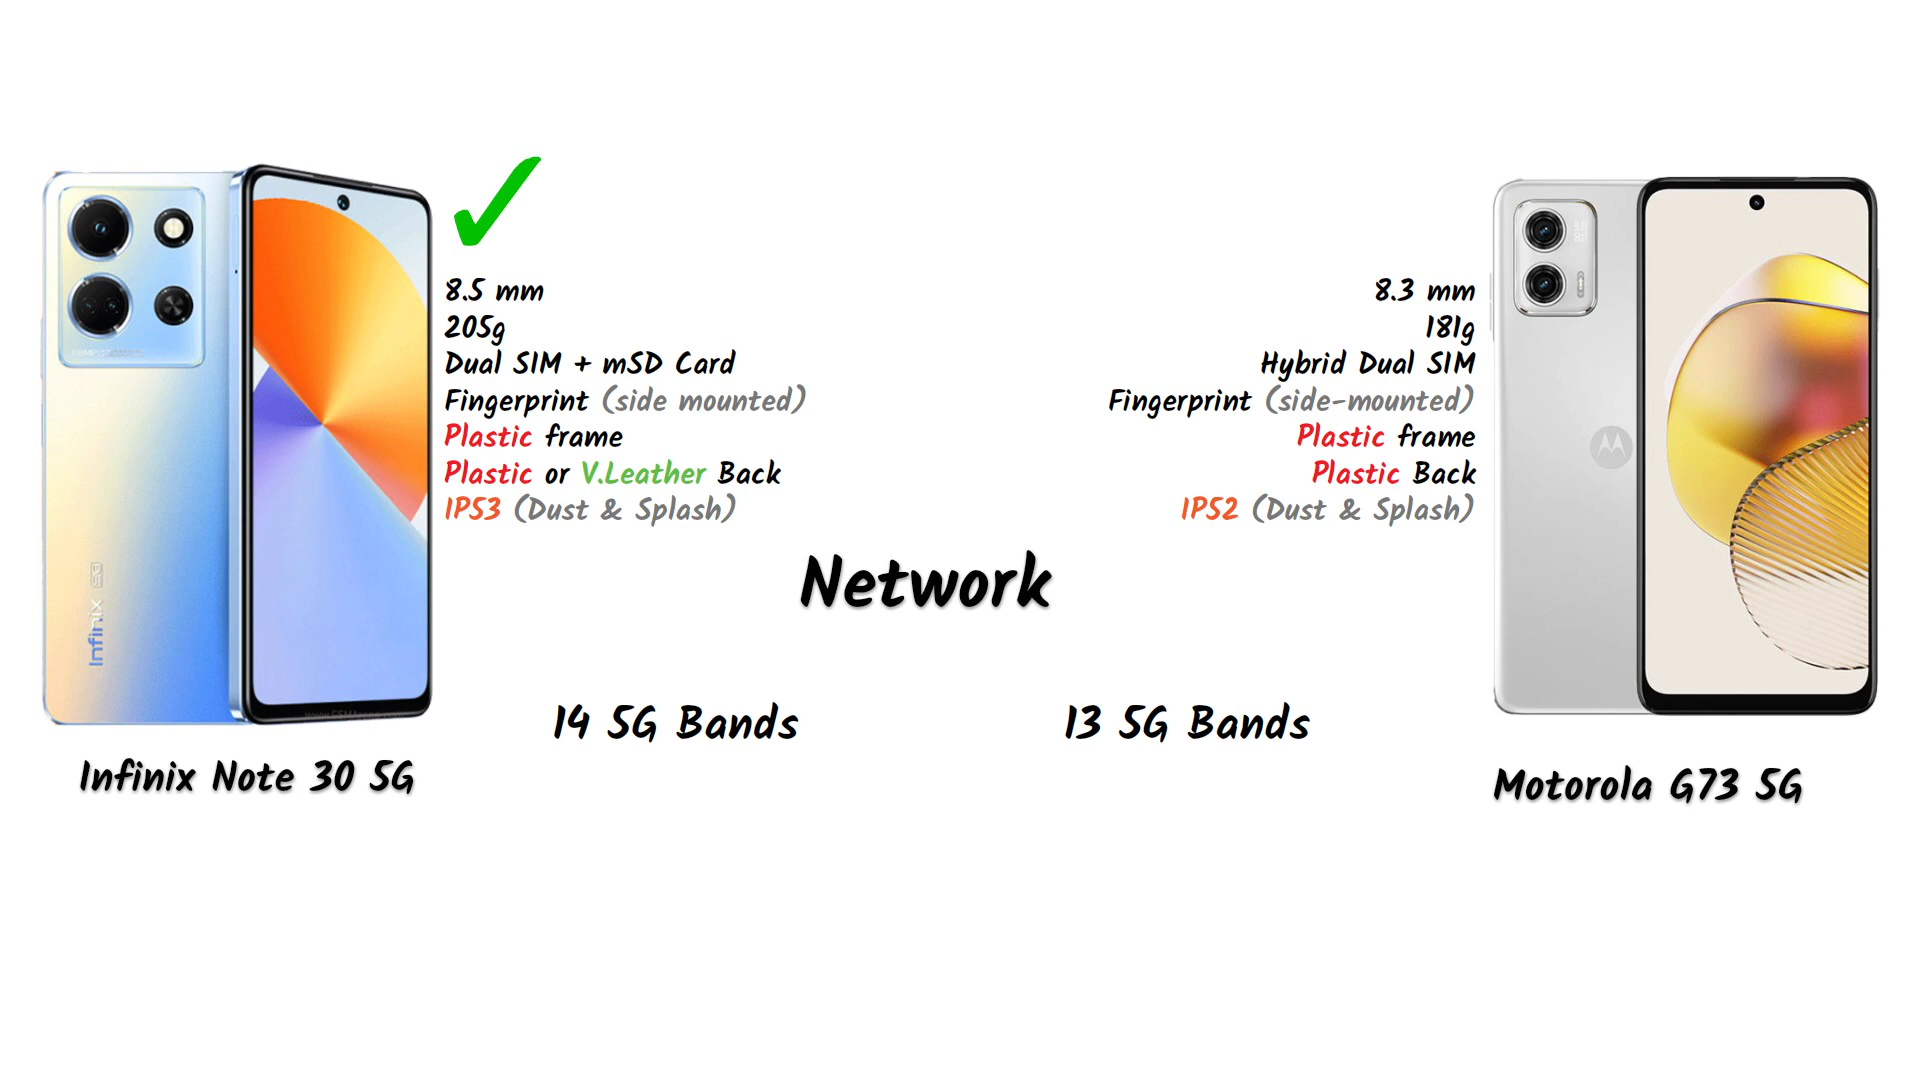 8.5 mm
205g
Dual SIM + mSD Card
Fingerprint (side mounted)
Plastic frame
Plastic or V.Leather Back
IP53 (Dust & Splash)
8.3 mm
181g
Hybrid Dual SIM
Fingerprint (side-mounted)
Plastic frame
Plastic Back
IP52 (Dust & Splash)
Network
14 5G Bands
13 5G Bands
Infinix 5G
Infinix Note 30 5G
Motorola G73 5G